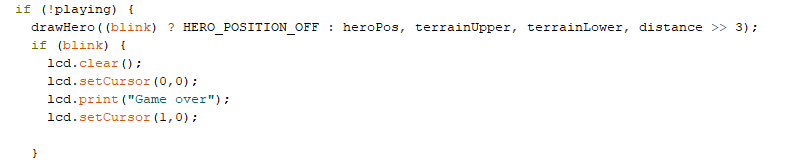 if (!playing) {
drawHero((blink) ? HERO_POSITION_OFF : heroPos, terrainUpper, terrainLower, distance >> 3);
if (blink) {
lcd.clear();
lcd.setCursor(0,0);
lcd.print("Game over");
lcd.setCursor(1,0);
}